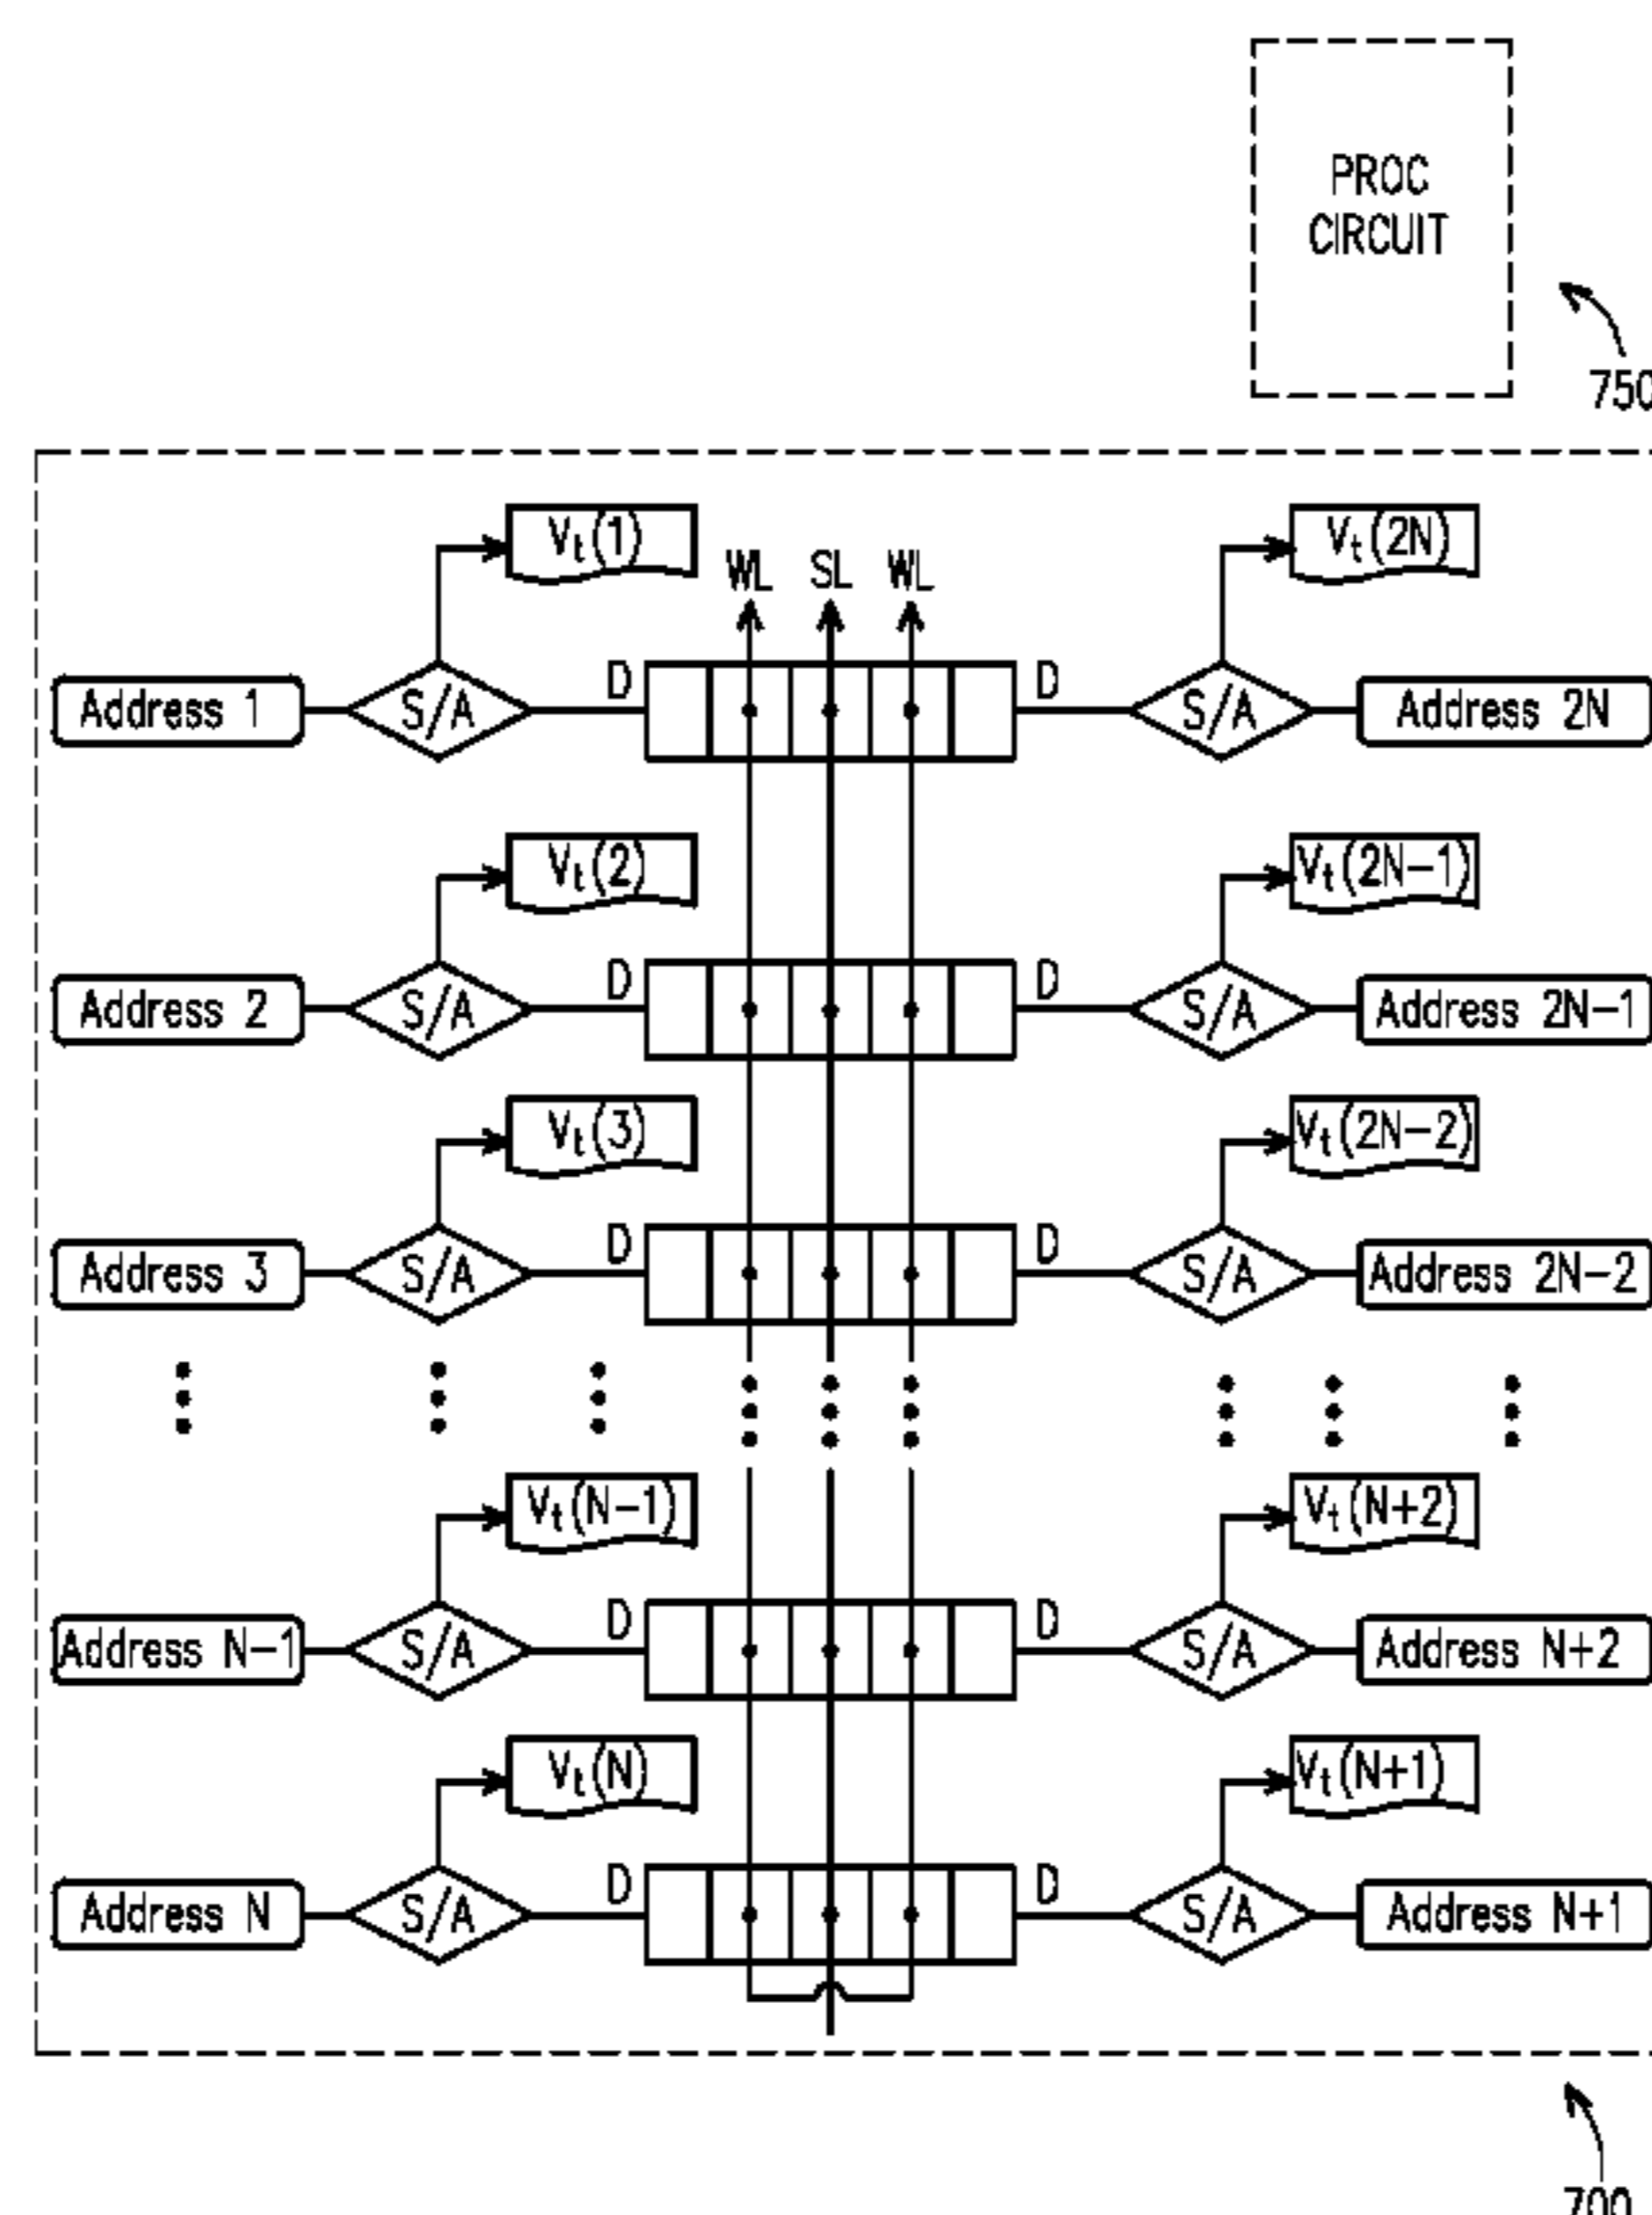 PROC
CIRCUIT
750
Vt(1)
WL SL WL
Vt(2N)
Address 1 S/A D D S/A Address 2N
Vt(2)
Vt(2N-1)
Address 2 S/A D D S/A Address 2N-1
Vt(3)
Vt(2N-2)
Address 3 S/A D D S/A Address 2N-2
Vt(N-1)
Vt(N+2)
Address N-1 S/A D D S/A Address N+2
Vt(N)
Vt(N+1)
Address N S/A D D S/A Address N+1
700